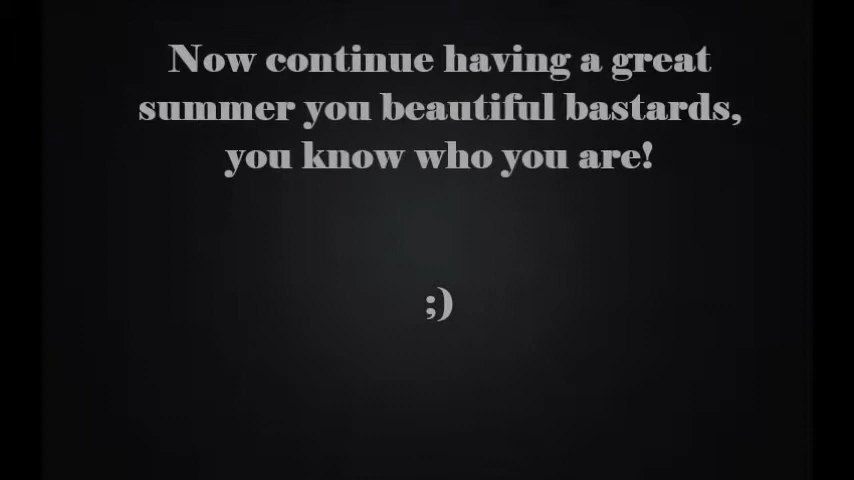 Now continue having a great
summer you beautiful bastards,
you know who you are!
;)